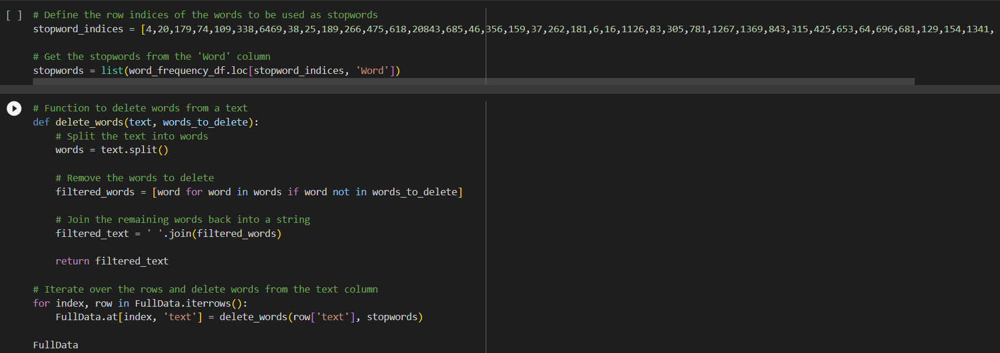 [ ] # Define the row indices of the words to be used as stopwords
stopword_indices = [4,20,179,74,109,338,6469,38,25,189,266,475,618,20843,685,46,356,159,37,262,181,6,16,1126,83,305,781,1267,1369,843,315,425,653,64,696,681,129,154,1341,
# Get the stopwords from the 'Word' column
stopwords = list(word_frequency_df.loc[stopword_indices, 'Word'])
# Function to delete words from a text
def delete_words(text, words_to_delete):
# Split the text into words
words = text.split()
# Remove the words to delete
filtered_words = [word for word in words if word not in words_to_delete]
# Join the remaining words back into a string
filtered_text = ' '.join(filtered_words)
return filtered_text
# Iterate over the rows and delete words from the text column
for index, row in FullData.iterrows():
FullData.at[index, 'text'] = delete_words(row['text'], stopwords)
FullData